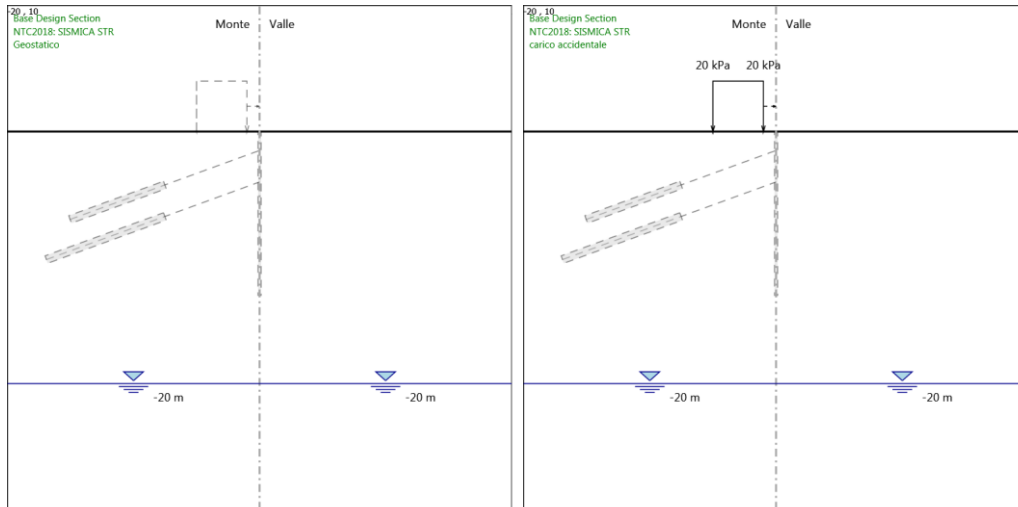 -20 , 10
Base Design Section
NTC2018: SISMICA STR
Geostatico
Monte Valle
-20 m -20 m
-20 , 10
Base Design Section
NTC2018: SISMICA STR
carico accidentale
Monte Valle
20 kPa 20 kPa
-20 m -20 m